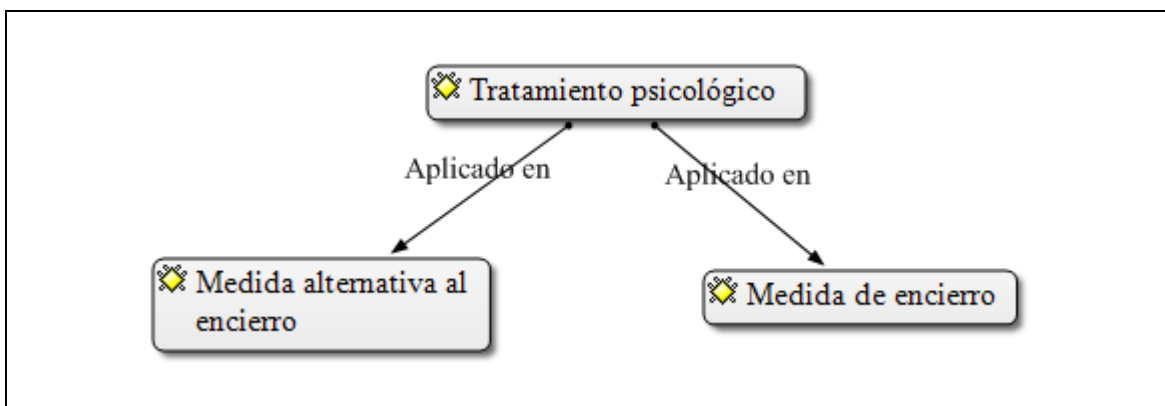 Tratamiento psicológico
Aplicado en
Aplicado en
Medida alternativa al
encierro
Medida de encierro